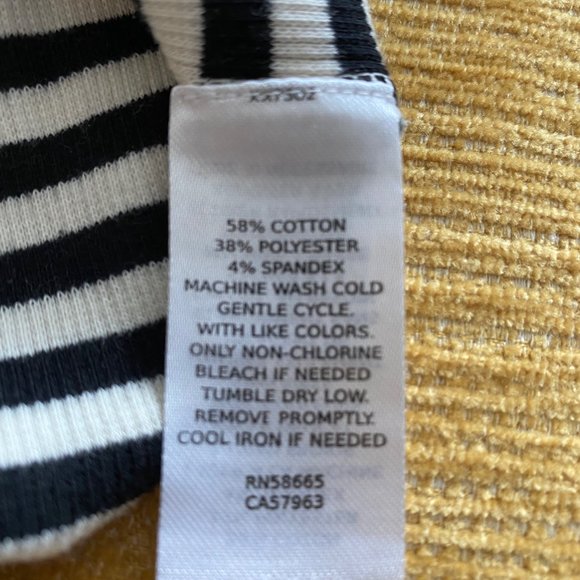 58% COTTON
38% POLYESTER
4% SPANDEX
MACHINE WASH COLD
GENTLE CYCLE.
WITH LIKE COLORS.
ONLY NON-CHLORINE
BLEACH IF NEEDED
TUMBLE DRY LOW.
REMOVE PROMPTLY.
COOL IRON IF NEEDED
RN58665
CA57963